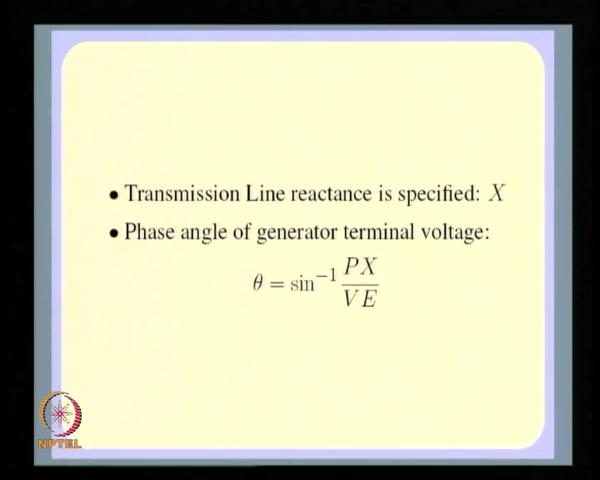 • Transmission Line reactance is specified: X
• Phase angle of generator terminal voltage:
θ = sin⁻¹ PX / VE
NPTEL